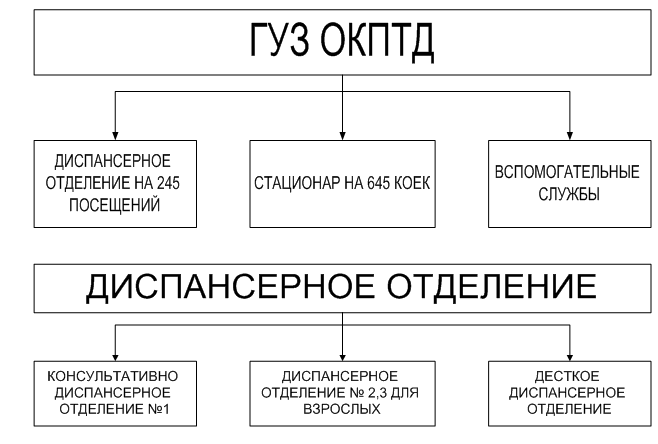 ГУЗ ОКПТД
ДИСПАНСЕРНОЕ
ОТДЕЛЕНИЕ НА 245
ПОСЕЩЕНИЙ
СТАЦИОНАР НА 645 КОЕК
ВСПОМОГАТЕЛЬНЫЕ
СЛУЖБЫ
ДИСПАНСЕРНОЕ ОТДЕЛЕНИЕ
КОНСУЛЬТАТИВНО
ДИСПАНСЕРНОЕ
ОТДЕЛЕНИЕ №1
ДИСПАНСЕРНОЕ
ОТДЕЛЕНИЕ № 2,3 ДЛЯ
ВЗРОСЛЫХ
ДЕСТКОЕ
ДИСПАНСЕРНОЕ
ОТДЕЛЕНИЕ